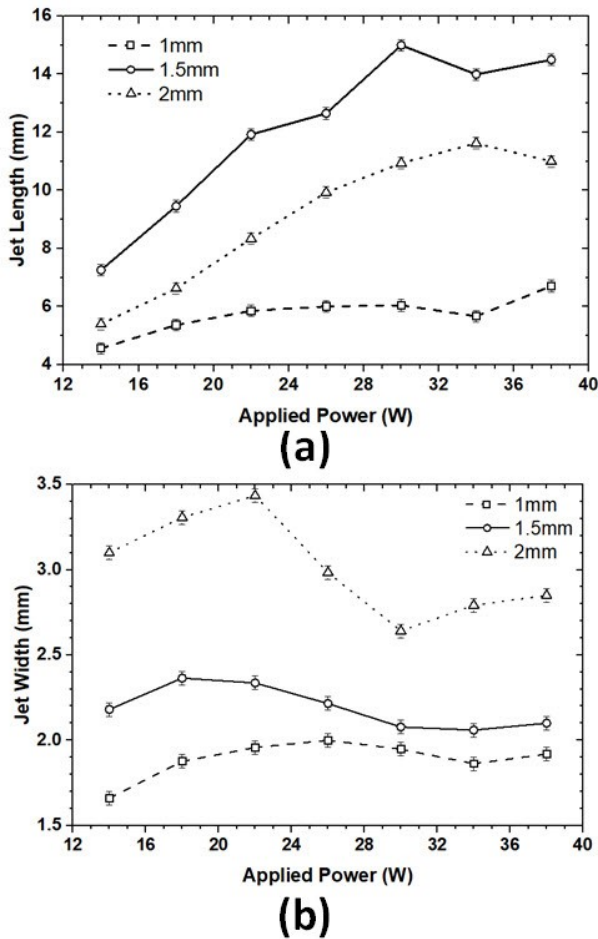 16
14
12
10
8
6
4
Jet Length (mm)
1mm
1.5mm
2mm
12 16 20 24 28 32 36 40
Applied Power (W)
(a)
3.5
3.0
2.5
2.0
1.5
Jet Width (mm)
1mm
1.5mm
2mm
12 16 20 24 28 32 36 40
Applied Power (W)
(b)